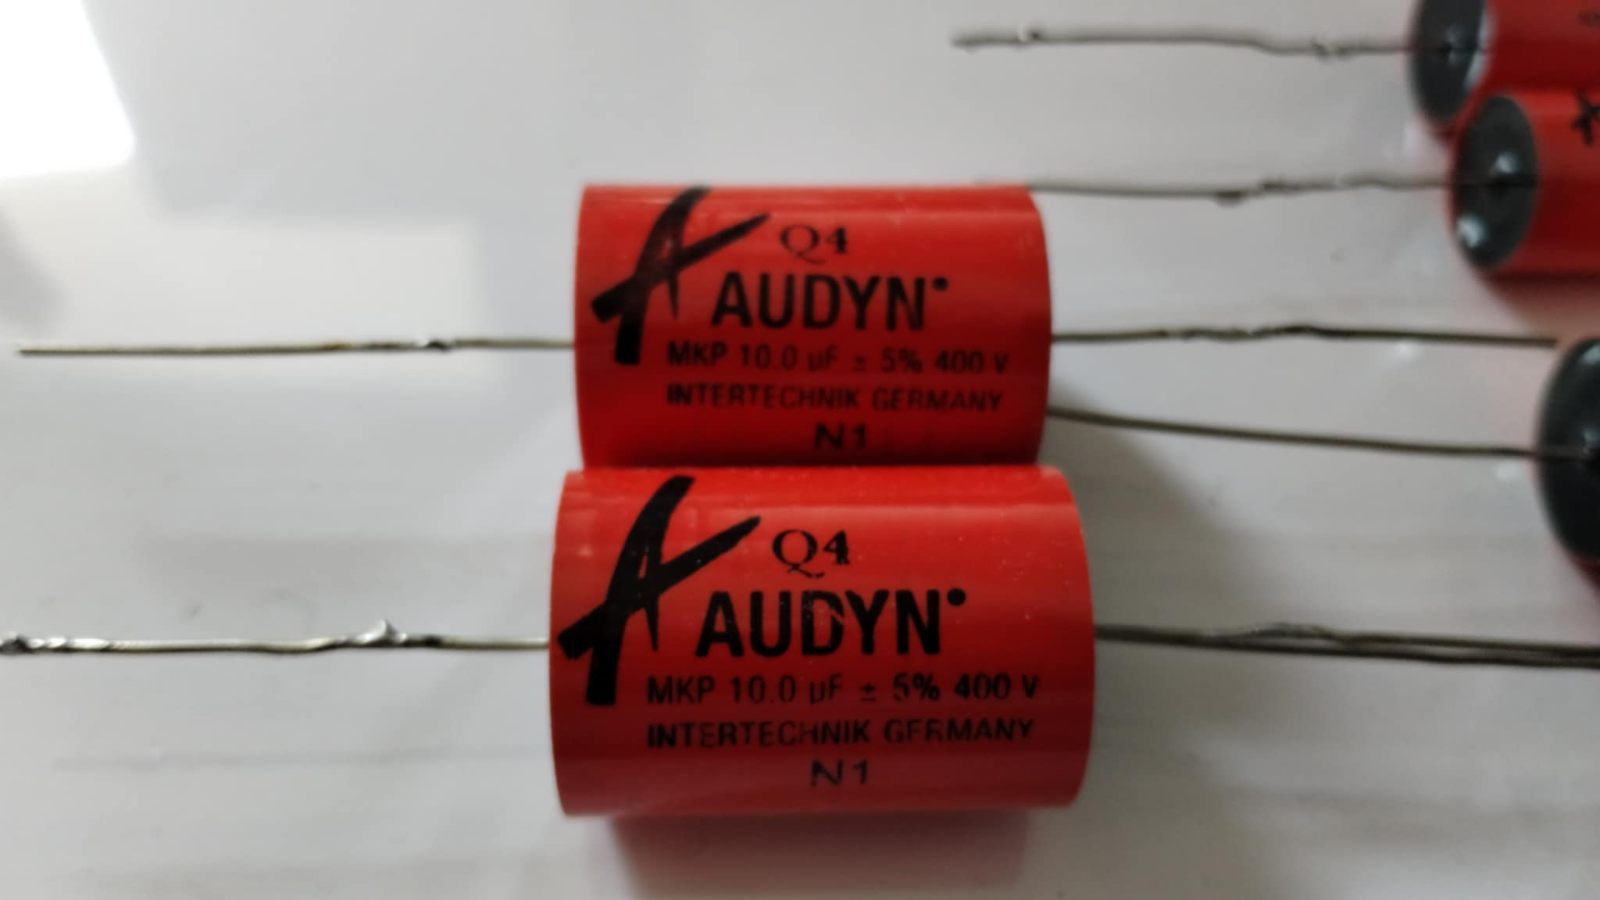 Q4
AUDYN
MKP 10.0 µF ± 5% 400 V
INTERTECHNIK GERMANY
N1
Q4
AUDYN
MKP 10.0 µF ± 5% 400 V
INTERTECHNIK GERMANY
N1